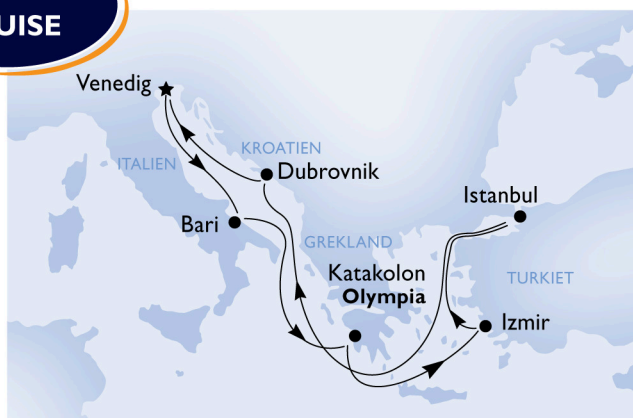 UISE
Venedig
KROATIEN
ITALIEN
Dubrovnik
Istanbul
Bari
GREKLAND
Katakolon
Olympia
TURKIET
Izmir